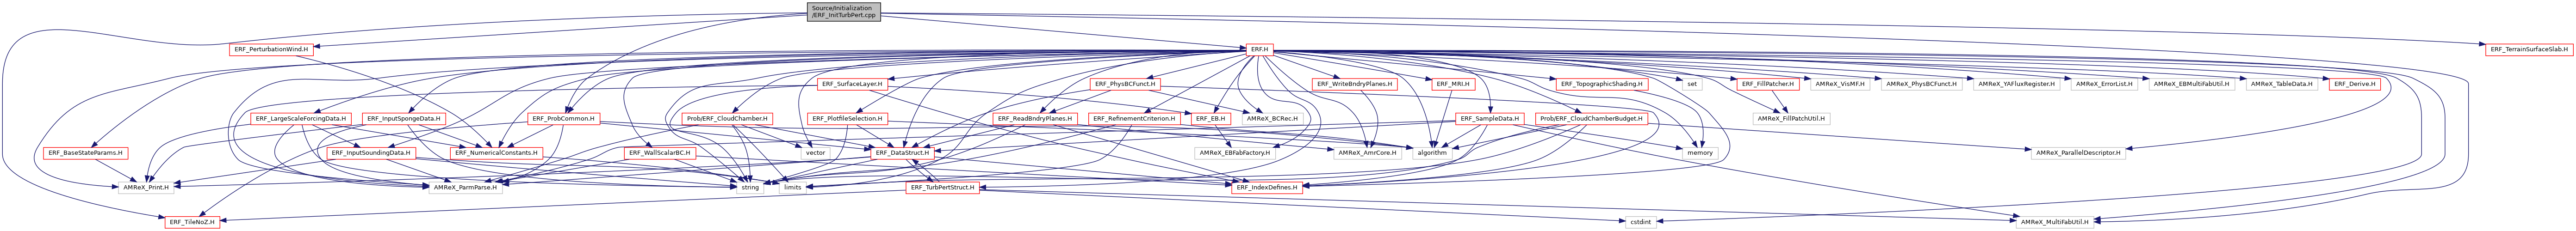 Source/Initialization
/ERF_InitTurbPert.cpp
ERF_PerturbationWind.H
ERF.H
ERF_TerrainSurfaceSlab.H
ERF_SurfaceLayer.H
ERF_PhysBCFunct.H
ERF_WriteBndryPlanes.H
ERF_MRI.H
ERF_TopographicShading.H
set
ERF_FillPatcher.H
AMReX_VisMF.H
AMReX_PhysBCFunct.H
AMReX_YAFluxRegister.H
AMReX_ErrorList.H
AMReX_EBMultiFabUtil.H
AMReX_TableData.H
ERF_Derive.H
ERF_LargeScaleForcingData.H
ERF_InputSpongeData.H
ERF_ProbCommon.H
Prob/ERF_CloudChamber.H
ERF_PlotfileSelection.H
ERF_ReadBndryPlanes.H
ERF_RefinementCriterion.H
ERF_EB.H
AMReX_BCRec.H
ERF_SampleData.H
Prob/ERF_CloudChamberBudget.H
AMReX_FillPatchUtil.H
ERF_BaseStateParams.H
ERF_InputSoundingData.H
ERF_NumericalConstants.H
ERF_WallScalarBC.H
vector
ERF_DataStruct.H
AMReX_EBFabFactory.H
AMReX_AmrCore.H
algorithm
memory
AMReX_ParallelDescriptor.H
AMReX_Print.H
AMReX_ParmParse.H
string
limits
ERF_TurbPertStruct.H
ERF_IndexDefines.H
ERF_TileNoZ.H
cstdint
AMReX_MultiFabUtil.H